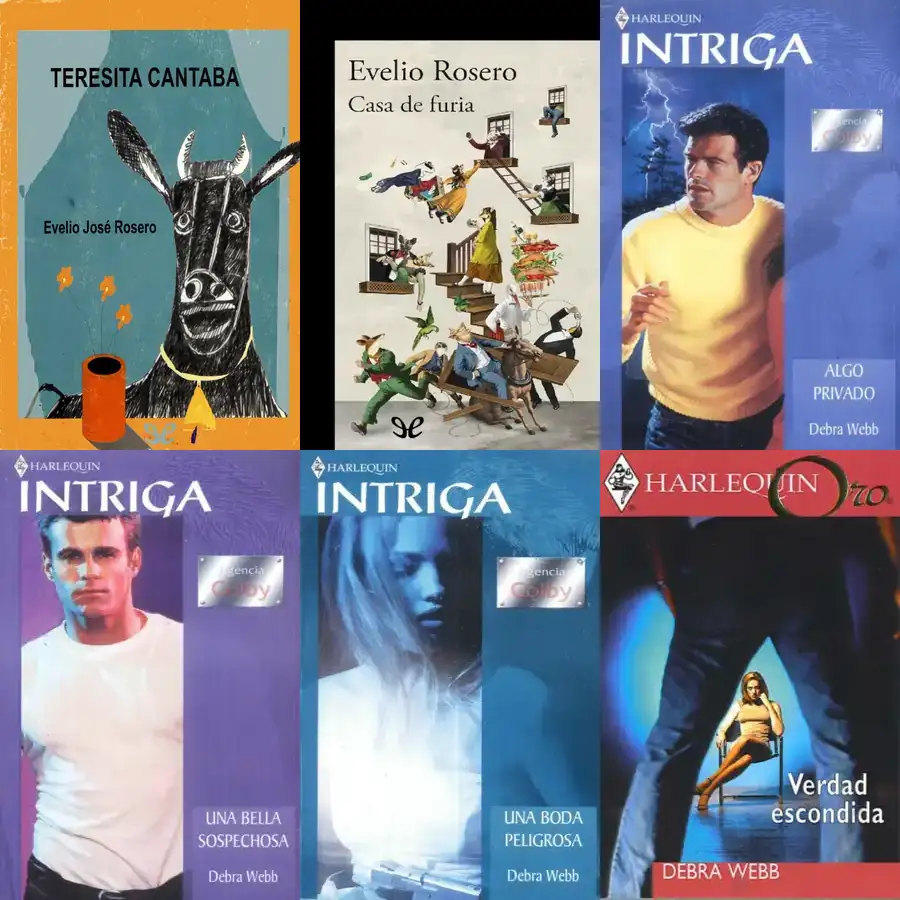 TERESITA CANTABA
Evelio José Rosero
Evelio Rosero
Casa de furia
HARLEQUIN
INTRIGA
Agencia
Colby
ALGO
PRIVADO
Debra Webb
HARLEQUIN
INTRIGA
Agencia
Colby
UNA BELLA
SOSPECHOSA
Debra Webb
HARLEQUIN
INTRIGA
Agencia
Colby
UNA BODA
PELIGROSA
Debra Webb
HARLEQUIN Oro
Verdad
escondida
DEBRA WEBB